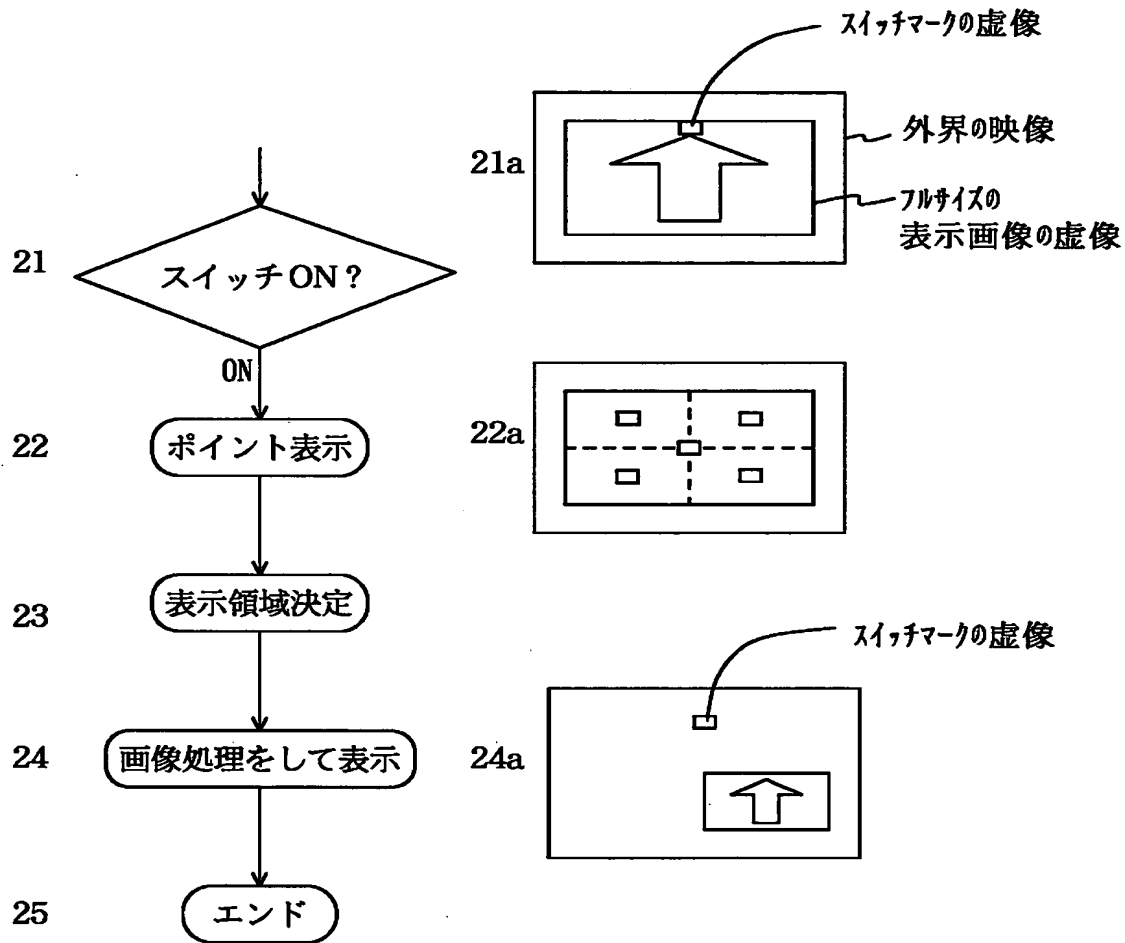 スイッチマークの虚像
外界の映像
21a
フルサイズの
表示画像の虚像
21
スイッチON?
ON
22
ポイント表示
22a
23
表示領域決定
スイッチマークの虚像
24
画像処理をして表示
24a
25
エンド